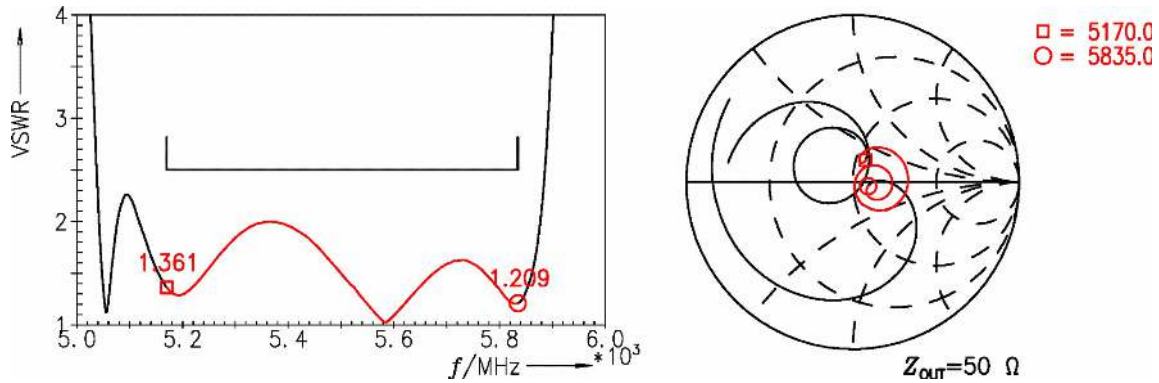 4
3
2
1
VSWR
1.361
1.209
5.0
5.2
5.4
5.6
5.8
6.0
f/MHz
*10³
□ = 5170.0
○ = 5835.0
Z_OUT=50 Ω